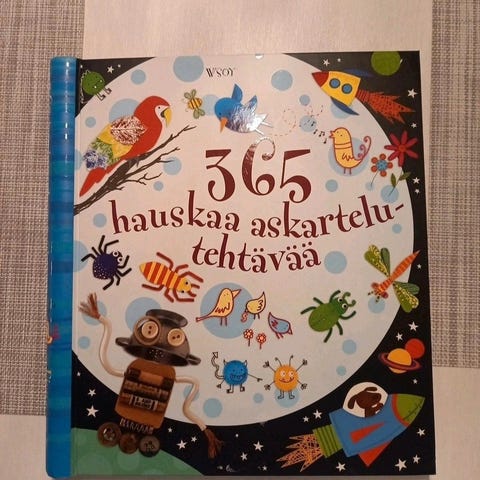 WSOY
365
hauskaa askartelu-
tehtävää